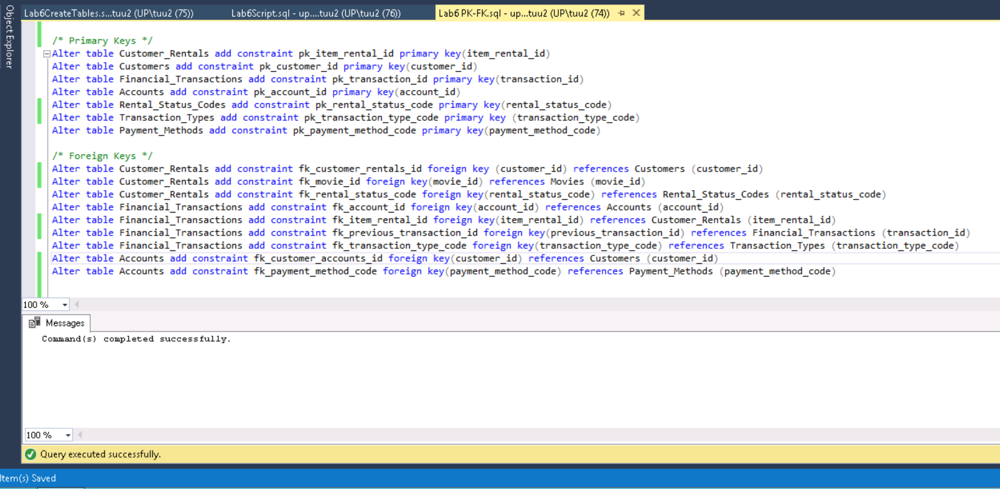 Object Explorer
Lab6CreateTables.s...tuu2 (UP\tuu2 (75)) Lab6Script.sql - up....tuu2 (UP\tuu2 (76)) Lab6 PK-FK.sql - up...tuu2 (UP\tuu2 (74))
/* Primary Keys */
Alter table Customer_Rentals add constraint pk_item_rental_id primary key(item_rental_id)
Alter table Customers add constraint pk_customer_id primary key(customer_id)
Alter table Financial_Transactions add constraint pk_transaction_id primary key(transaction_id)
Alter table Accounts add constraint pk_account_id primary key(account_id)
Alter table Rental_Status_Codes add constraint pk_rental_status_code primary key(rental_status_code)
Alter table Transaction_Types add constraint pk_transaction_type_code primary key (transaction_type_code)
Alter table Payment_Methods add constraint pk_payment_method_code primary key(payment_method_code)
/* Foreign Keys */
Alter table Customer_Rentals add constraint fk_customer_rentals_id foreign key (customer_id) references Customers (customer_id)
Alter table Customer_Rentals add constraint fk_movie_id foreign key(movie_id) references Movies (movie_id)
Alter table Customer_Rentals add constraint fk_rental_status_code foreign key(rental_status_code) references Rental_Status_Codes (rental_status_code)
Alter table Financial_Transactions add constraint fk_account_id foreign key(account_id) references Accounts (account_id)
Alter table Financial_Transactions add constraint fk_item_rental_id foreign key(item_rental_id) references Customer_Rentals (item_rental_id)
Alter table Financial_Transactions add constraint fk_previous_transaction_id foreign key(previous_transaction_id) references Financial_Transactions (transaction_id)
Alter table Financial_Transactions add constraint fk_transaction_type_code foreign key(transaction_type_code) references Transaction_Types (transaction_type_code)
Alter table Accounts add constraint fk_customer_accounts_id foreign key(customer_id) references Customers (customer_id)
Alter table Accounts add constraint fk_payment_method_code foreign key(payment_method_code) references Payment_Methods (payment_method_code)
100 %
Messages
Command(s) completed successfully.
100 %
Query executed successfully.
Item(s) Saved